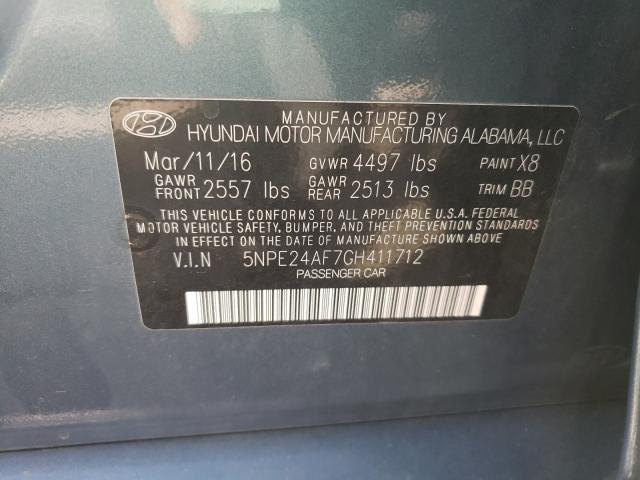 MANUFACTURED BY
HYUNDAI MOTOR MANUFACTURING ALABAMA, LLC
Mar/11/16 GVWR 4497 lbs PAINT X8
GAWR FRONT 2557 lbs GAWR REAR 2513 lbs TRIM BB
THIS VEHICLE CONFORMS TO ALL APPLICABLE U.S.A. FEDERAL
MOTOR VEHICLE SAFETY, BUMPER, AND THEFT PREVENTION STANDARDS
IN EFFECT ON THE DATE OF MANUFACTURE SHOWN ABOVE.
V.I.N 5NPE24AF7GH411712
PASSENGER CAR